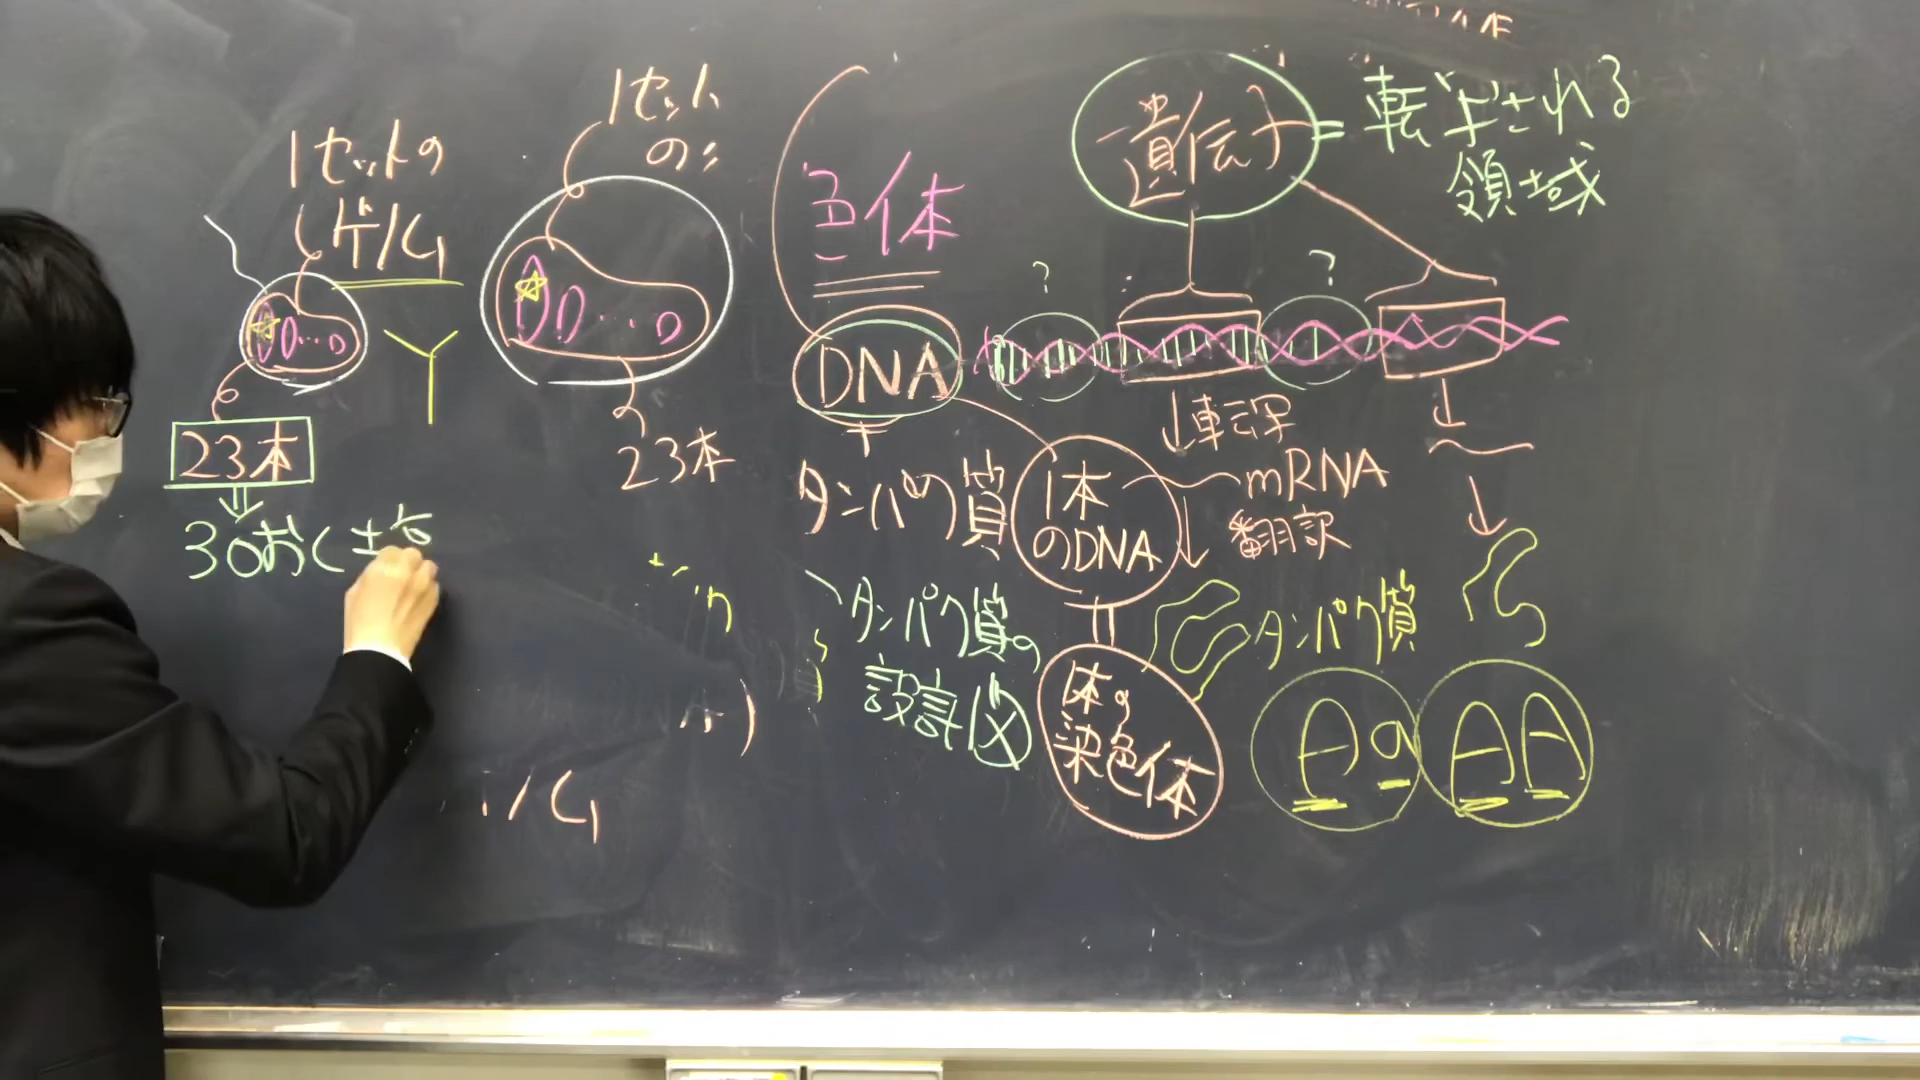 1セットの
ゲノム
23本
30おく塩
1セット
の
23本
色体
DNA
+
タンパク質
1本
のDNA
体の
染色体
タンパク質の
設計図
遺伝子
=転写される
領域
?
?
↓転写
mRNA
↓翻訳
タンパク質
Aa
AA